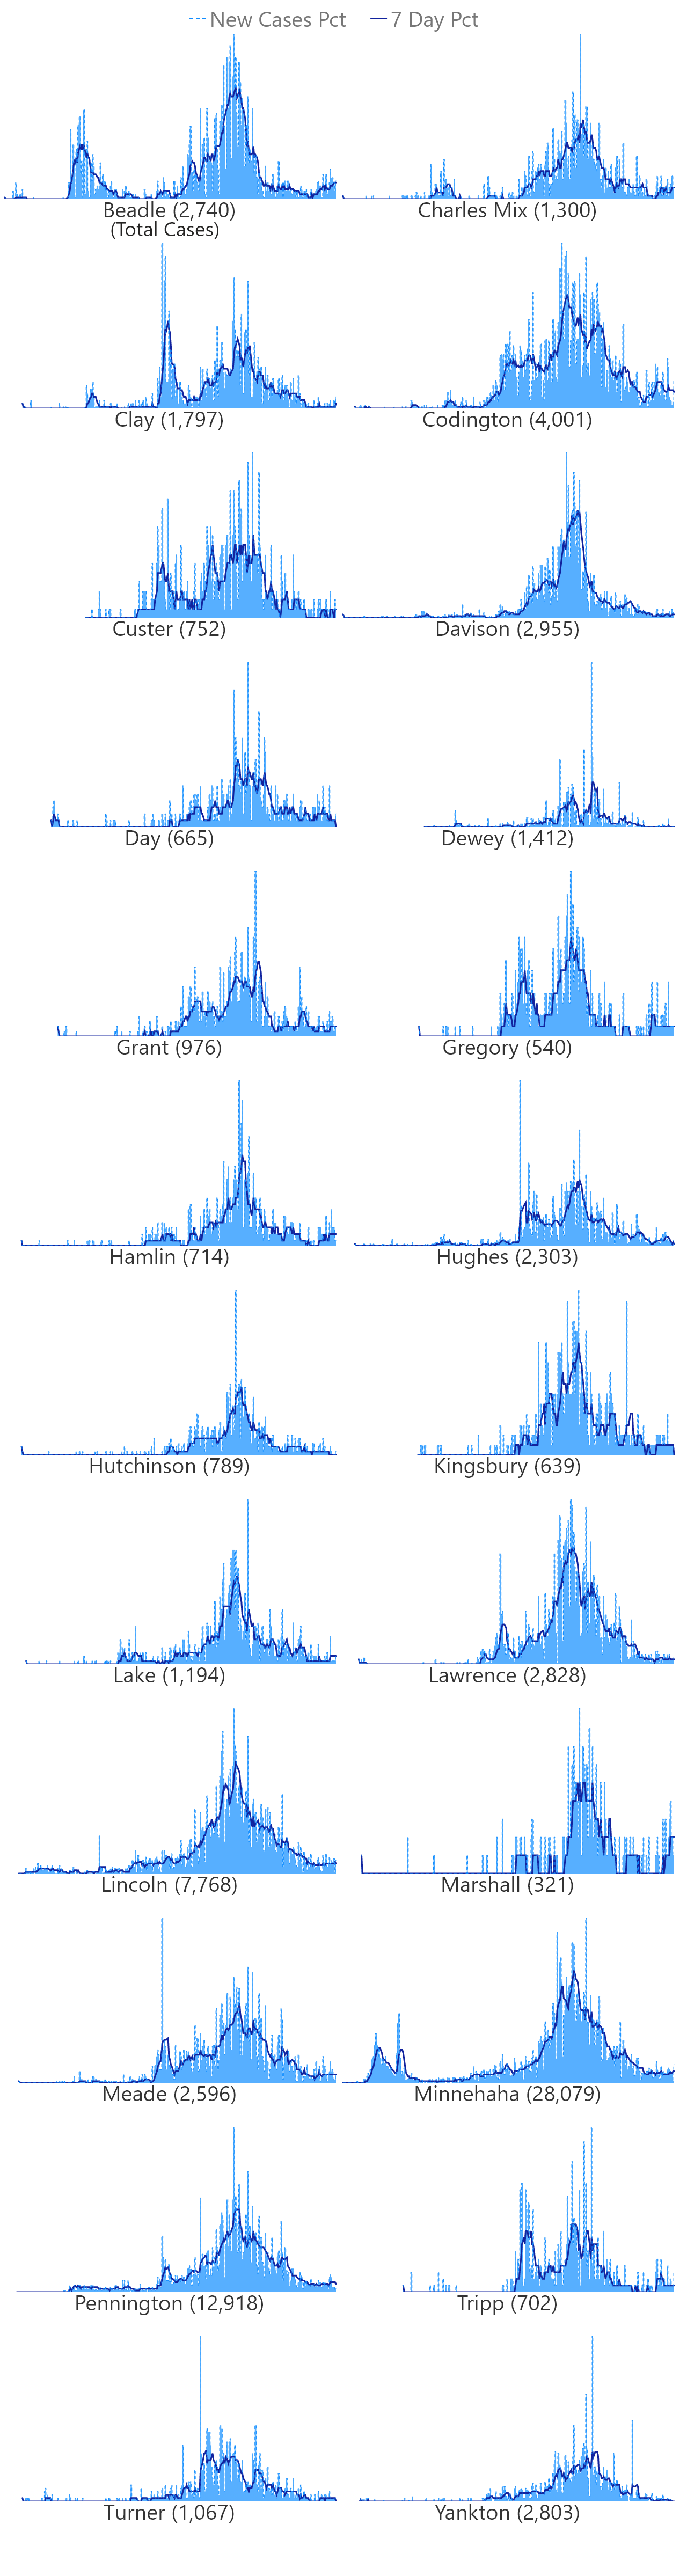 New Cases Pct 7 Day Pct
Beadle (2,740) Charles Mix (1,300)
(Total Cases)
Clay (1,797) Codington (4,001)
Custer (752) Davison (2,955)
Day (665) Dewey (1,412)
Grant (976) Gregory (540)
Hamlin (714) Hughes (2,303)
Hutchinson (789) Kingsbury (639)
Lake (1,194) Lawrence (2,828)
Lincoln (7,768) Marshall (321)
Meade (2,596) Minnehaha (28,079)
Pennington (12,918) Tripp (702)
Turner (1,067) Yankton (2,803)